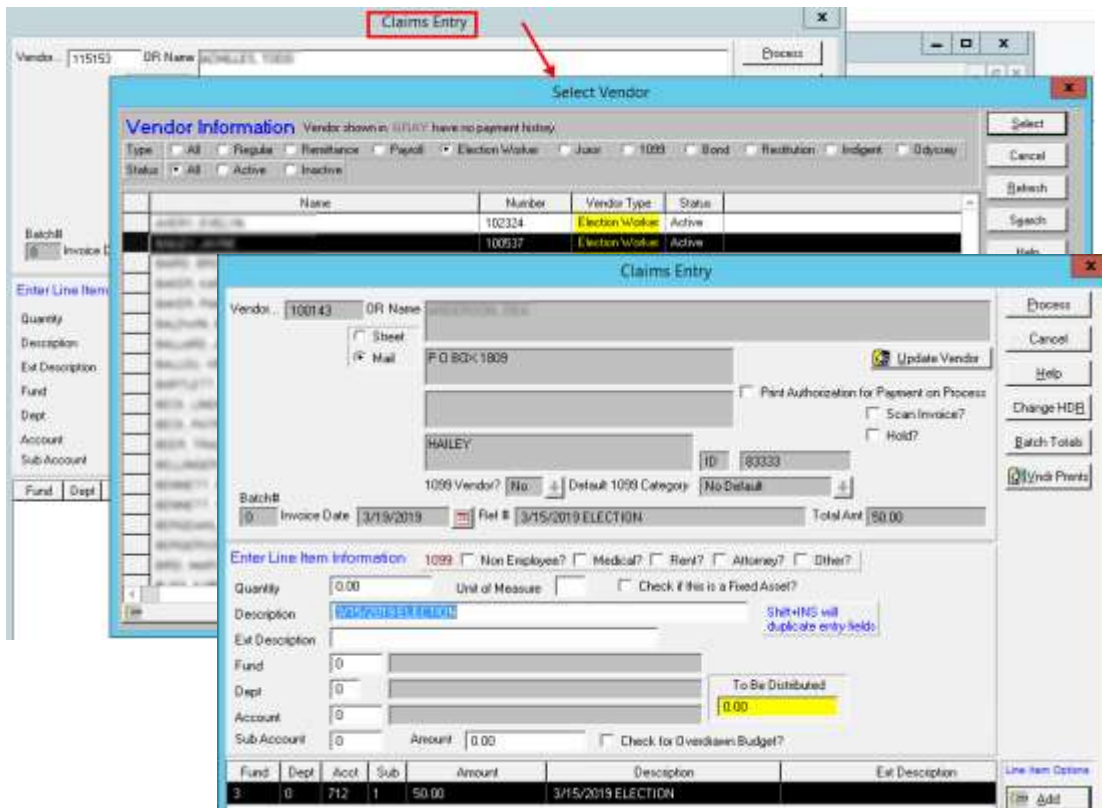 Claims Entry
Vendor... 115153 OR Name
Process
Select Vendor
Vendor Information Vendor shown in GRAY have no payment history
Type All Regular Remittance Payroll Election Worker Juror 1099 Bond Restitution Indigent Odyssey
Status All Active Inactive
Select
Cancel
Refresh
Search
Help
Name Number Vendor Type Status
102324 Election Worker Active
100537 Election Worker Active
Batch#
0 Invoice D
Enter Line Item
Quantity
Description
Ext Description
Fund
Dept
Account
Sub Account
Fund Dept
Claims Entry
Vendor... 100143 OR Name
Street
Mail P O BOX 1809
Update Vendor
Print Authorization for Payment on Process
Scan Invoice?
Hold?
HAILEY
ID 83333
1099 Vendor? No Default 1099 Category No Default
Batch#
0 Invoice Date 3/19/2019 Ref # 3/15/2019 ELECTION Total Amt 50.00
Process
Cancel
Help
Change HDR
Batch Totals
Vndr Pmnts
Enter Line Item Information 1099 Non Employee? Medical? Rent? Attorney? Other?
Quantity 0.00 Unit of Measure Check if this is a Fixed Asset?
Description 3/15/2019 ELECTION
Shift+INS will
duplicate entry fields
Ext Description
Fund 0
Dept 0
To Be Distributed
0.00
Account 0
Sub Account 0 Amount 0.00 Check for Overdrawn Budget?
Fund Dept Acct Sub Amount Description Ext Description
3 0 712 1 50.00 3/15/2019 ELECTION
Line Item Options
Add